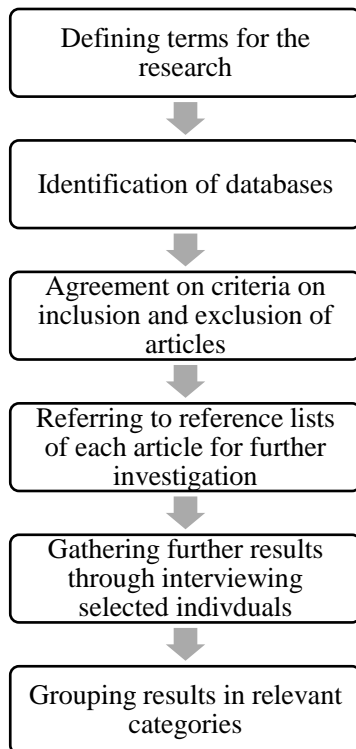 Defining terms for the
research
Identification of databases
Agreement on criteria on
inclusion and exclusion of
articles
Referring to reference lists
of each article for further
investigation
Gathering further results
through interviewing
selected indivduals
Grouping results in relevant
categories